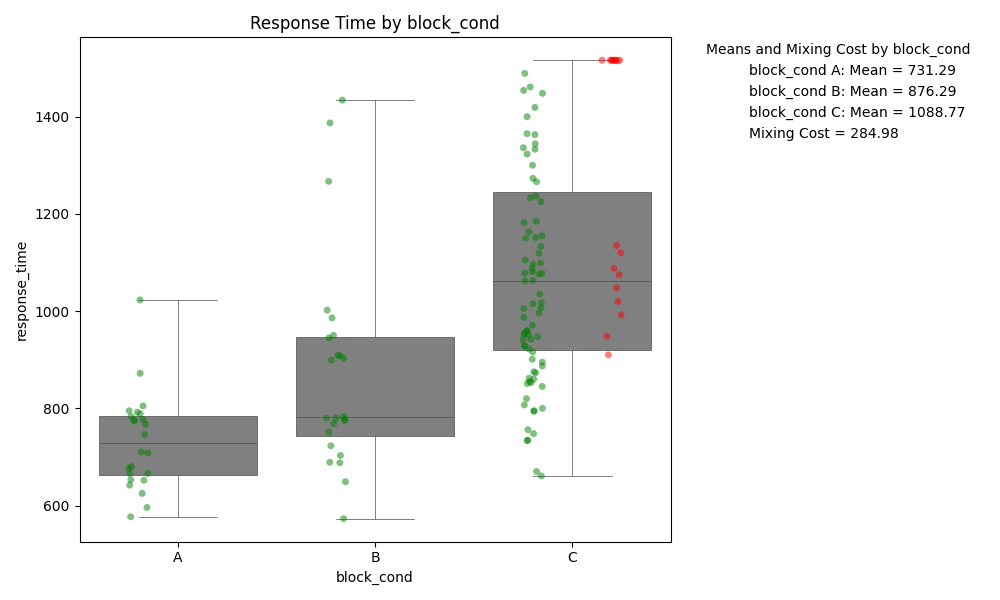 Response Time by block_cond
Means and Mixing Cost by block_cond
block_cond A: Mean = 731.29
block_cond B: Mean = 876.29
block_cond C: Mean = 1088.77
Mixing Cost = 284.98
response_time
1400
1200
1000
800
600
A
B
C
block_cond